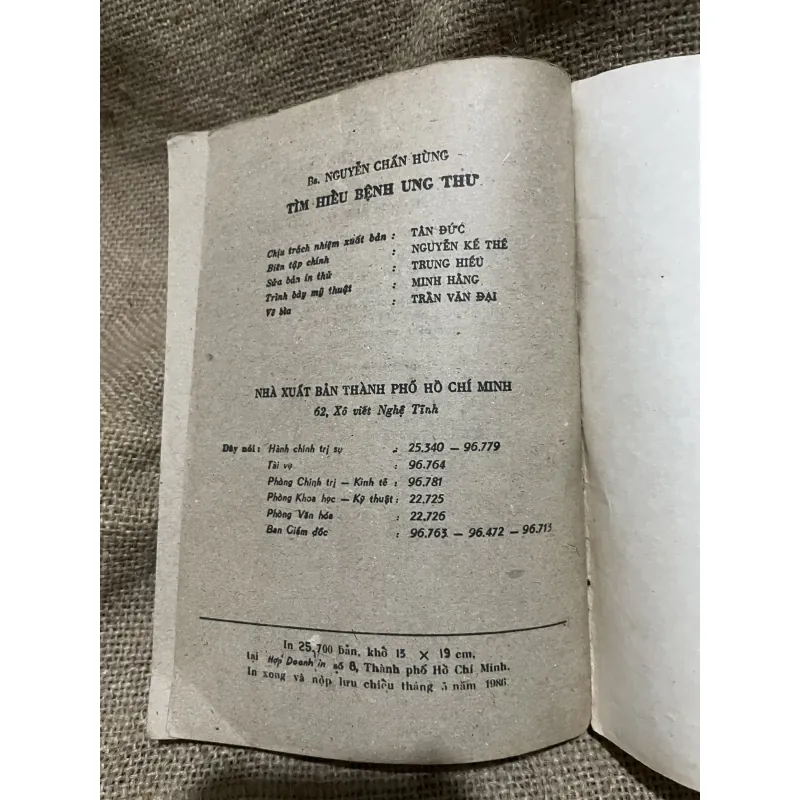 Bs. NGUYỄN CHẤN HÙNG
TÌM HIỂU BỆNH UNG THƯ
Chịu trách nhiệm xuất bản : TÂN ĐỨC
Biên tập chính : NGUYỄN KẾ THẾ
Sửa bản in thử : TRUNG HIẾU
Trình bày mỹ thuật : MINH HẰNG
Vẽ bìa : TRẦN VĂN ĐẠI
NHÀ XUẤT BẢN THÀNH PHỐ HỒ CHÍ MINH
62, Xô viết Nghệ Tĩnh
Dây nói : Hành chính trị sự : 25.340 — 96.779
Tài vụ : 96.764
Phòng Chính trị — Kinh tế : 96.781
Phòng Khoa học — Kỹ thuật : 22.725
Phòng Văn hóa : 22.726
Ban Giám đốc : 96.763 — 96.472 — 96.713
In 25.700 bản, khổ 13 × 19 cm,
tại Hợp Doanh in số 8, Thành phố Hồ Chí Minh.
In xong và nộp lưu chiểu tháng năm 1986